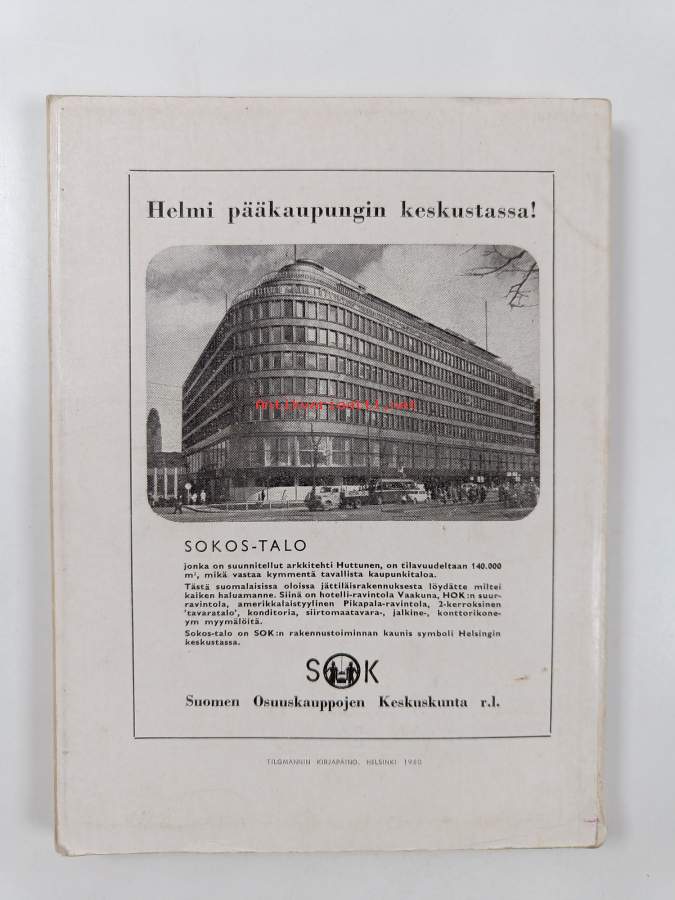 Helmi pääkaupungin keskustassa!
Antikvariaatti.net
SOKOS-TALO
jonka on suunnitellut arkkitehti Huttunen, on tilavuudeltaan 140.000
m³, mikä vastaa kymmentä tavallista kaupunkitaloa.
Tästä suomalaisissa oloissa jättiläisrakennuksesta löydätte miltei
kaiken haluamanne. Siinä on hotelli-ravintola Vaakuna, HOK:n suur-
ravintola, amerikkalaistyylinen Pikapala-ravintola, 2-kerroksinen
'tavaratalo', konditoria, siirtomaatavara-, jalkine-, konttorikone-
ym myymälöitä.
Sokos-talo on SOK:n rakennustoiminnan kaunis symboli Helsingin
keskustassa.
SOK
Suomen Osuuskauppojen Keskuskunta r.l.
TILGMANNIN KIRJAPAINO, HELSINKI 1980